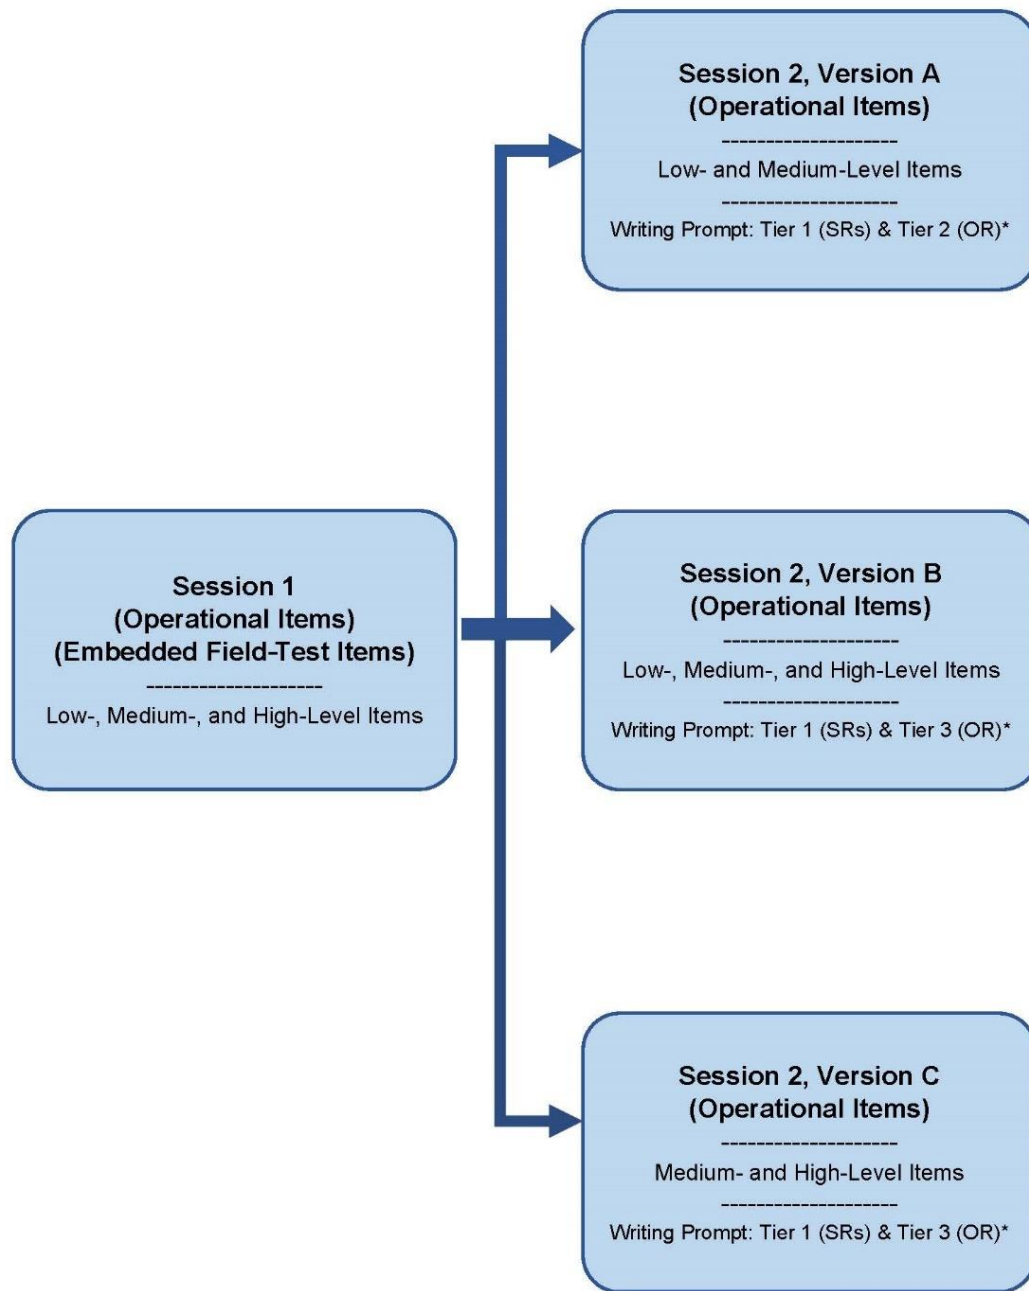 Session 2, Version A
(Operational Items)
--------------------
Low- and Medium-Level Items
--------------------
Writing Prompt: Tier 1 (SRs) & Tier 2 (OR)*
Session 1
(Operational Items)
(Embedded Field-Test Items)
--------------------
Low-, Medium-, and High-Level Items
Session 2, Version B
(Operational Items)
--------------------
Low-, Medium-, and High-Level Items
--------------------
Writing Prompt: Tier 1 (SRs) & Tier 3 (OR)*
Session 2, Version C
(Operational Items)
--------------------
Medium- and High-Level Items
--------------------
Writing Prompt: Tier 1 (SRs) & Tier 3 (OR)*